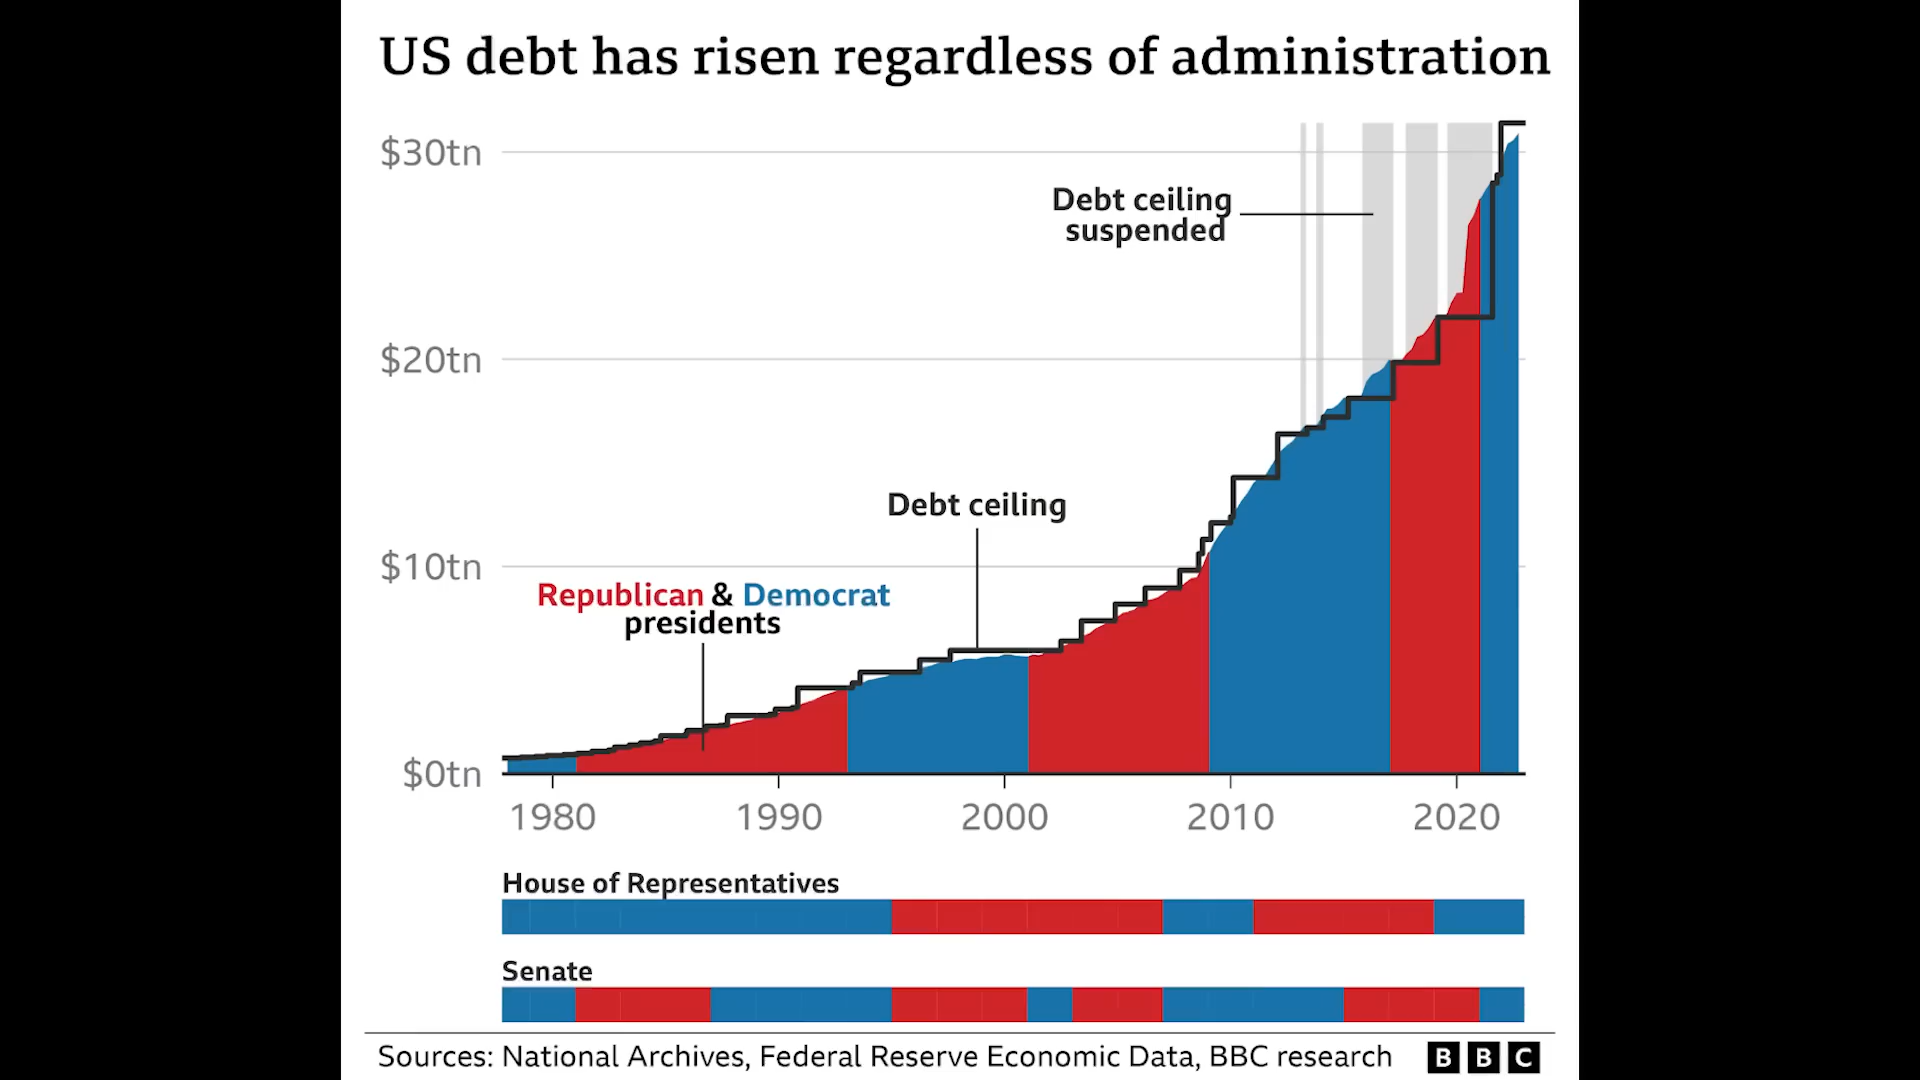 US debt has risen regardless of administration
$30tn
Debt ceiling
suspended
$20tn
Debt ceiling
$10tn
Republican & Democrat
presidents
$0tn
1980 1990 2000 2010 2020
House of Representatives
Senate
Sources: National Archives, Federal Reserve Economic Data, BBC research BBC